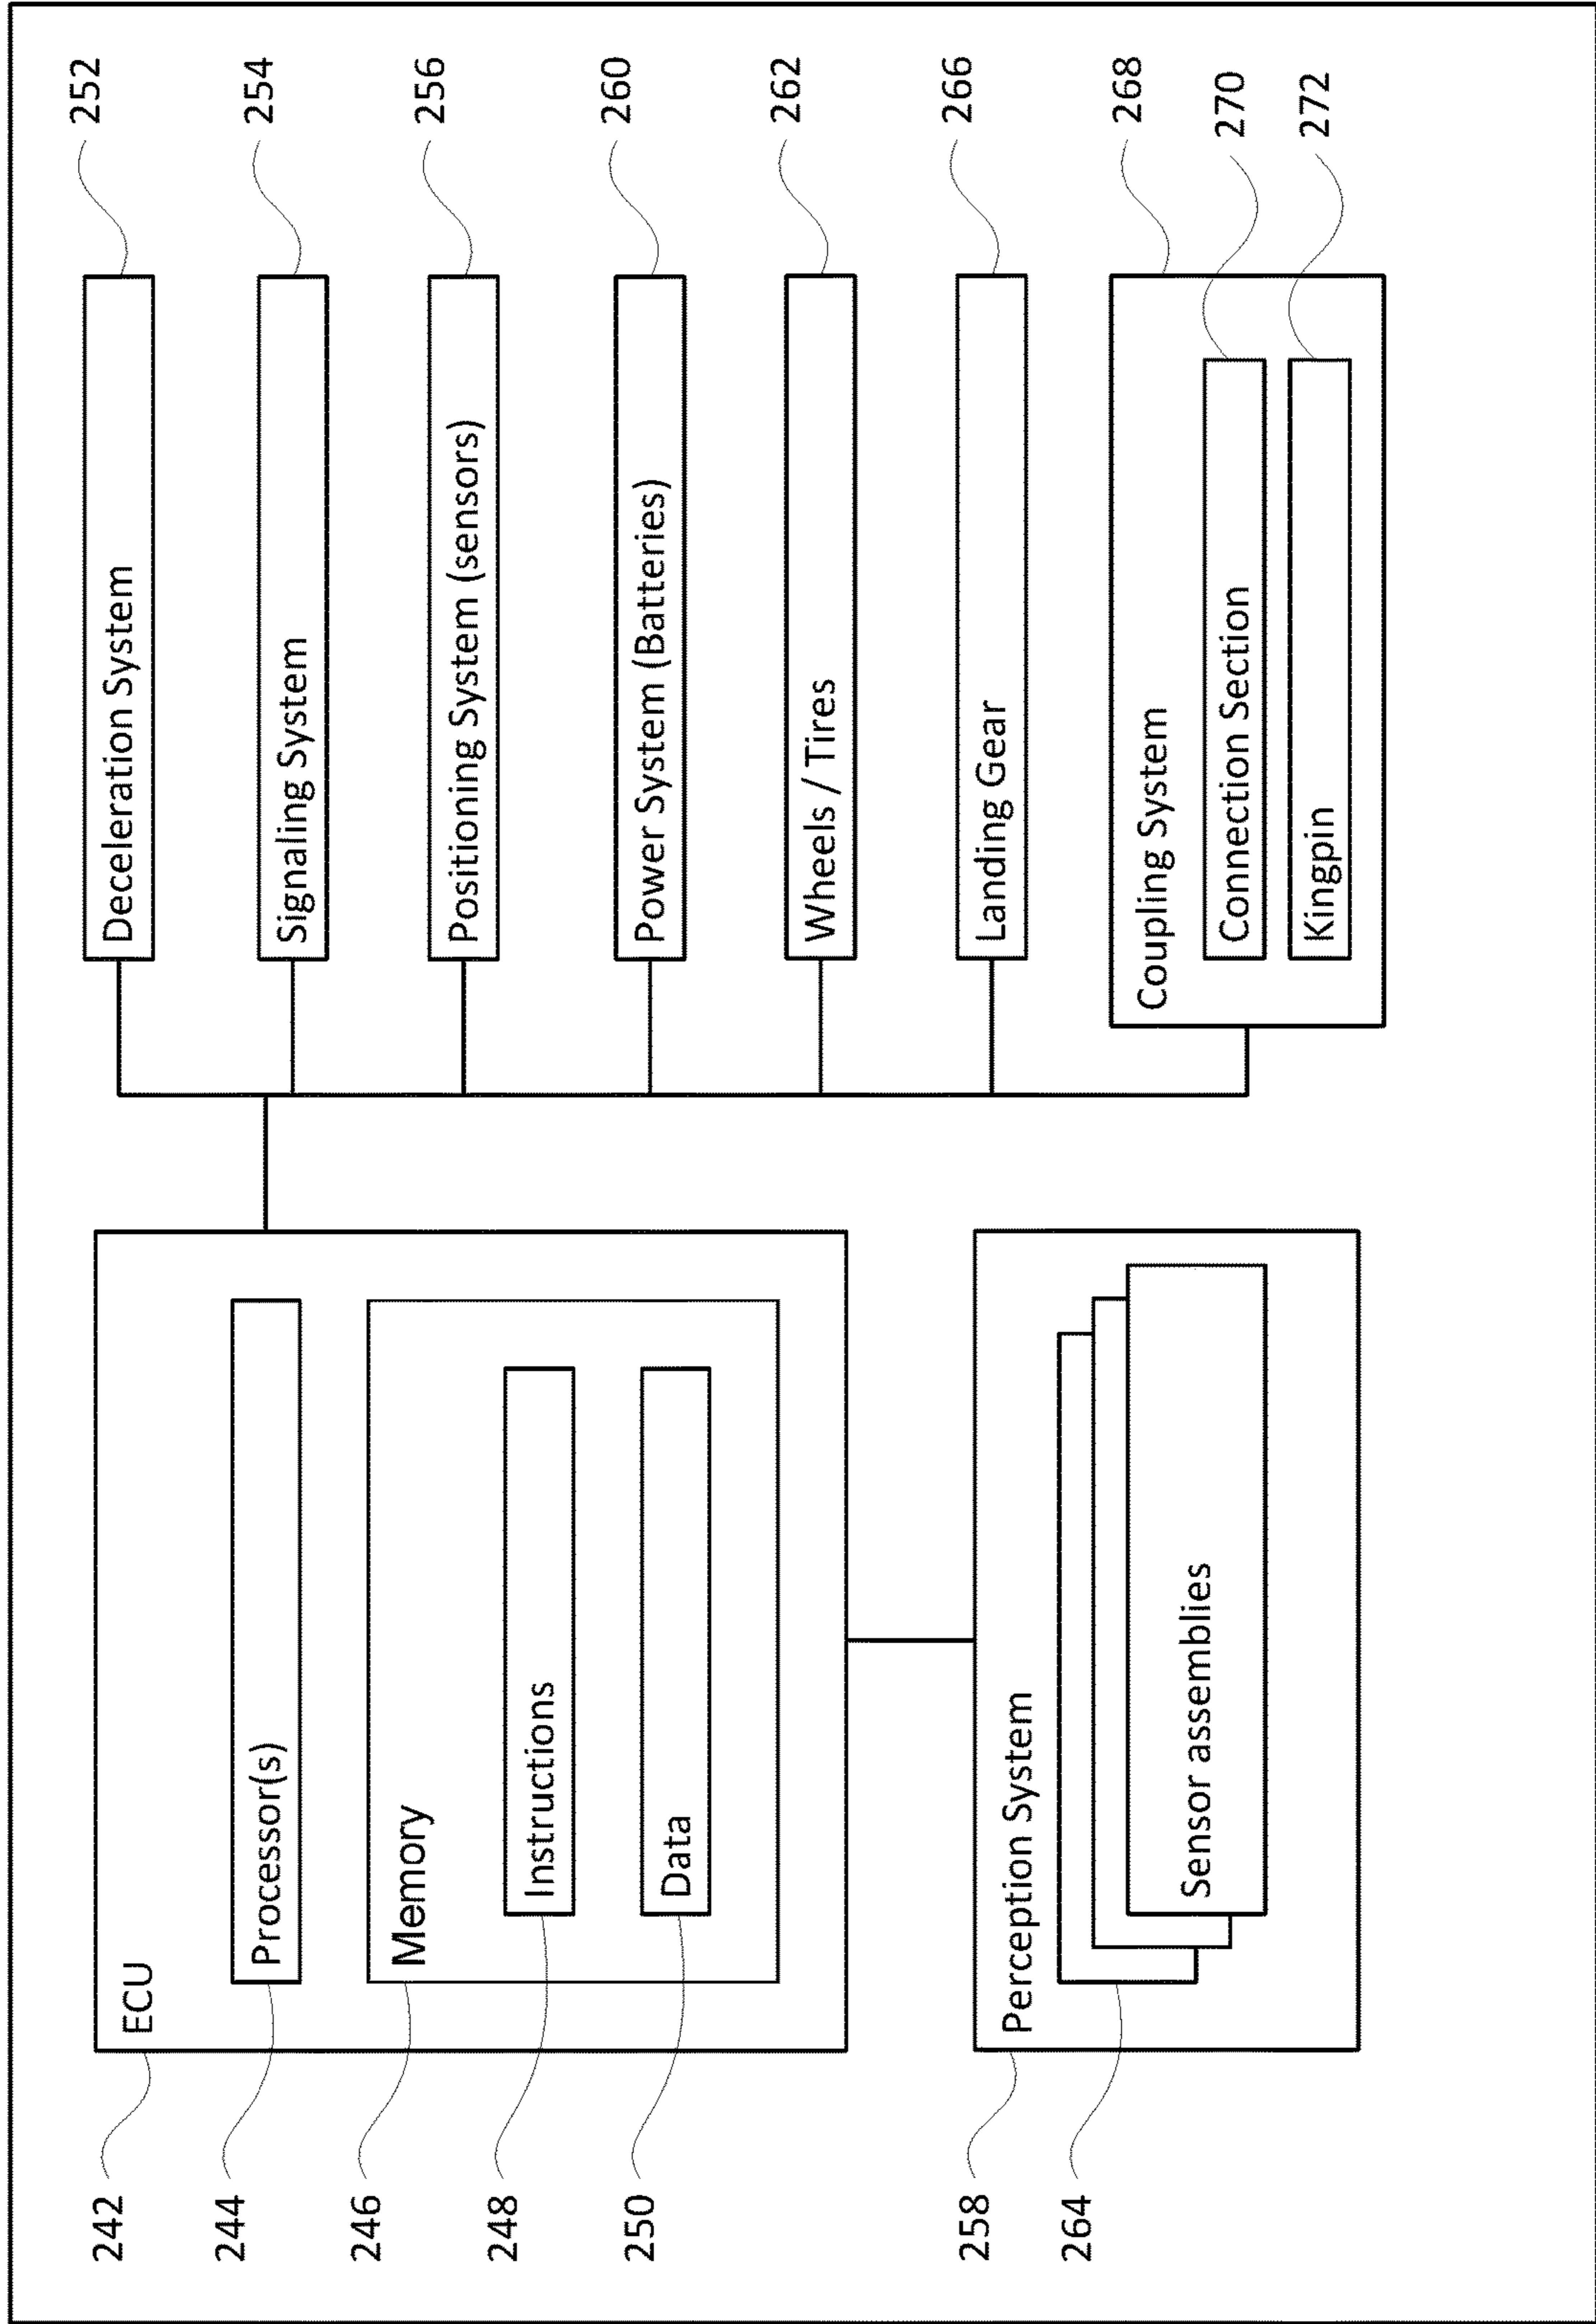 242
ECU
244
Processor(s)
246
Memory
248
Instructions
250
Data
258
Perception System
264
Sensor assemblies
Deceleration System
252
Signaling System
254
Positioning System (sensors)
256
Power System (Batteries)
260
Wheels / Tires
262
Landing Gear
266
Coupling System
268
Connection Section
270
Kingpin
272